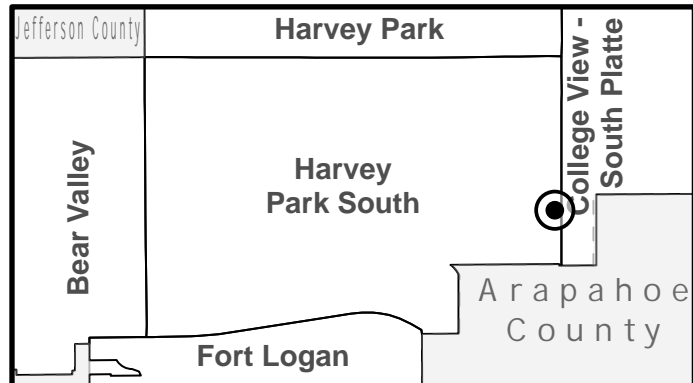 Jefferson County
Harvey Park
College View -
South Platte
Bear Valley
Harvey
Park South
Arapahoe
County
Fort Logan